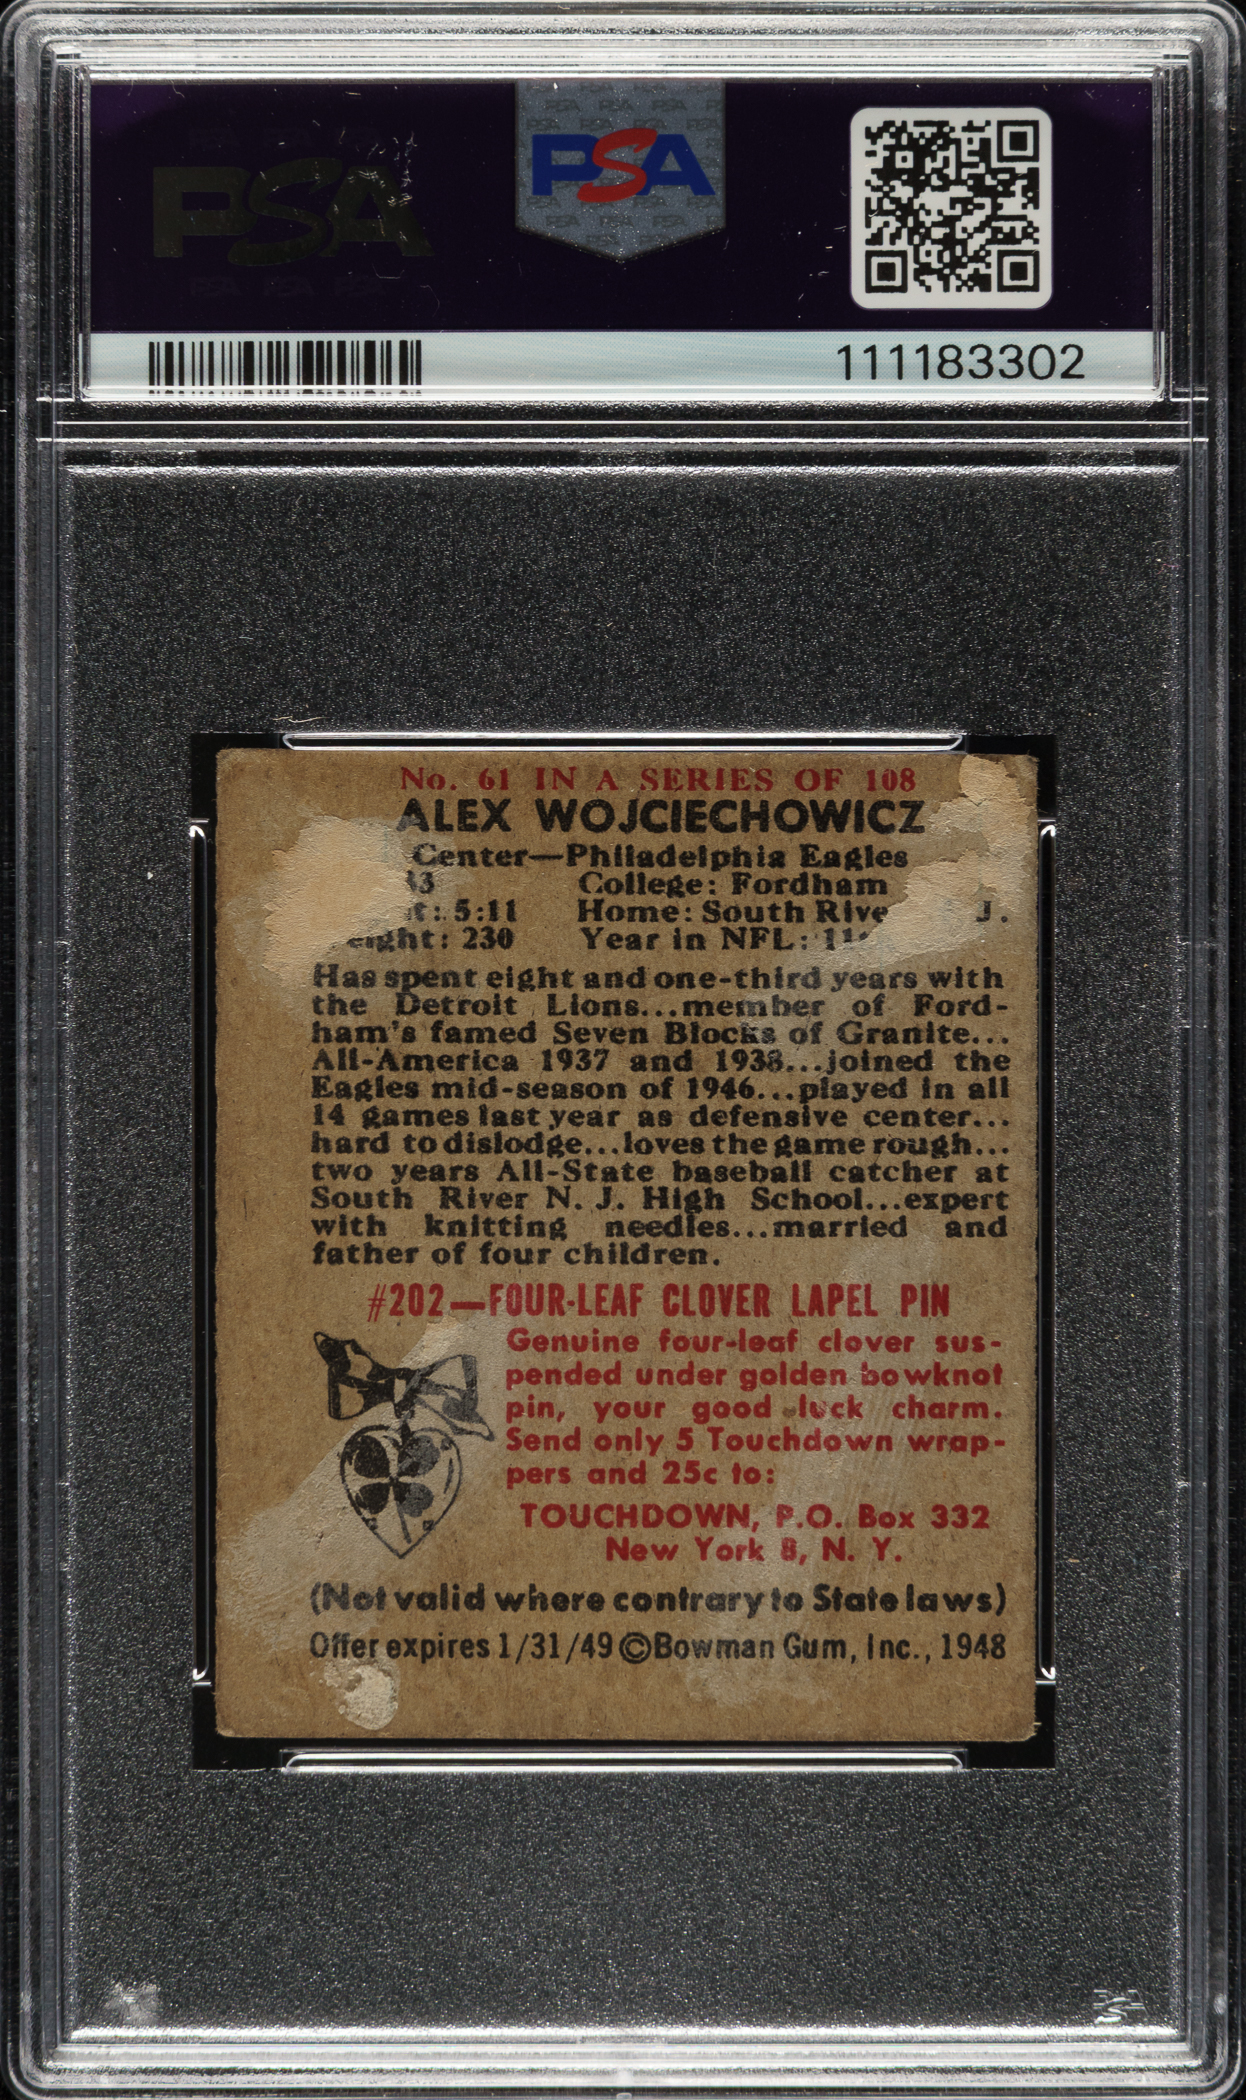 PSA
PSA
111183302
No. 61 IN A SERIES OF 108
ALEX WOJCIECHOWICZ
Center—Philadelphia Eagles
33 College: Fordham
5:11 Home: South J.
230 Year in NFL:
Has spent eight and one-third years with
the Detroit Lions...member of Ford-
ham's famed Seven Blocks of Granite...
All-America 1937 and 1938...joined the
Eagles mid-season of 1946...played in all
14 games last year as defensive center...
hard to dislodge...loves the game rough...
two years All-State baseball catcher at
South River N. J. High School...expert
with knitting needles...married and
father of four children.
#202—FOUR-LEAF CLOVER LAPEL PIN
Genuine four-leaf clover sus-
pended under golden bowknot
pin, your good luck charm.
Send only 5 Touchdown wrap-
pers and 25c to:
TOUCHDOWN, P.O. Box 332
New York 8, N. Y.
(Not valid where contrary to State laws)
Offer expires 1/31/49 ©Bowman Gum, Inc., 1948